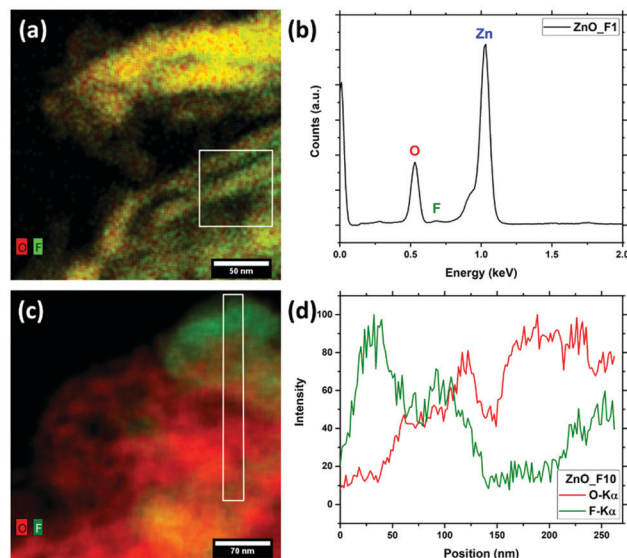 (a)
O F
50 nm
(b)
ZnO_F1
Zn
O
F
Counts (a.u.)
0.0 0.5 1.0 1.5 2.0
Energy (keV)
(c)
O F
70 nm
(d)
100
80
60
40
20
0
Intensity
ZnO_F10
O-Kα
F-Kα
0 50 100 150 200 250
Position (nm)